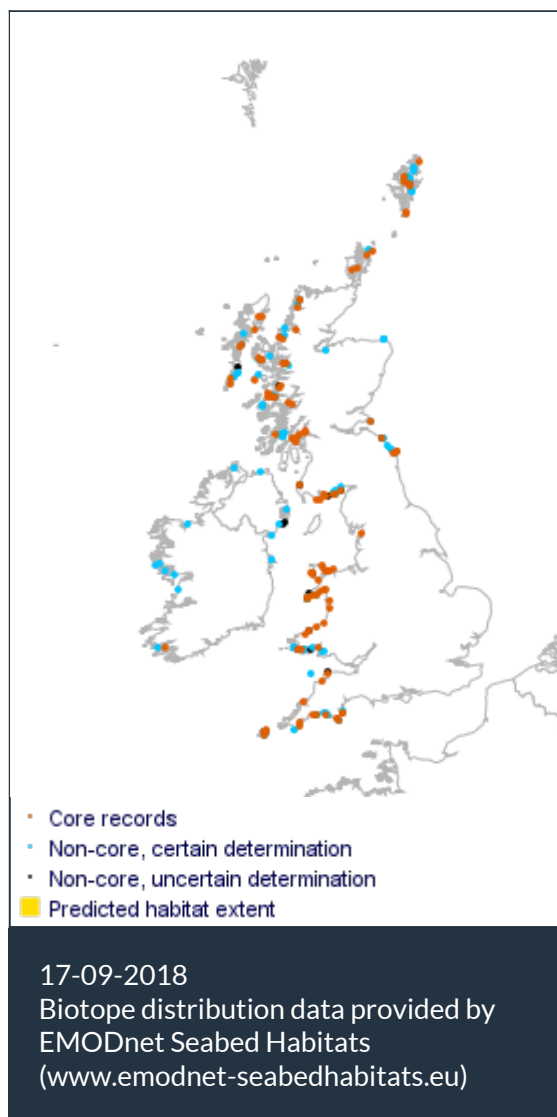 Core records
Non-core, certain determination
Non-core, uncertain determination
Predicted habitat extent
17-09-2018
Biotope distribution data provided by
EMODnet Seabed Habitats
(www.emodnet-seabedhabitats.eu)